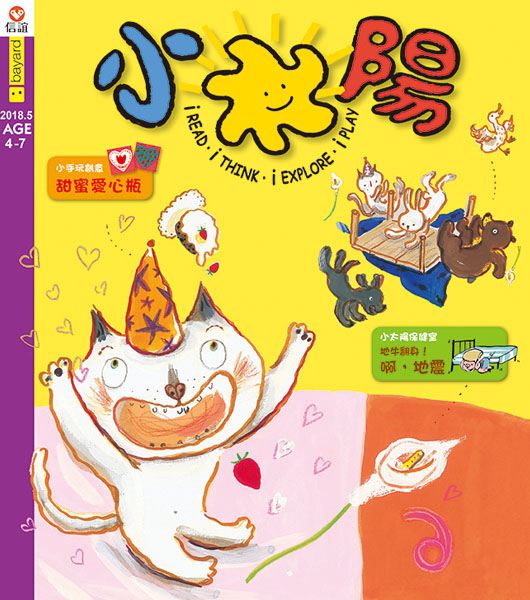 信誼
bayard
2018.5
AGE
4-7
小太陽
i READ・i THINK・i EXPLORE・i PLAY
小手玩創意
甜蜜愛心瓶
小太陽保健室
地牛翻身！
啊，地震